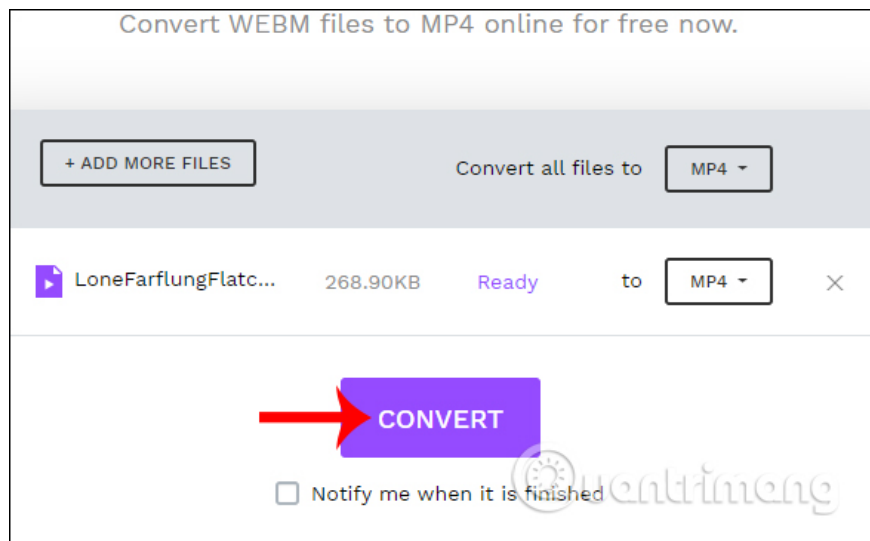 Convert WEBM files to MP4 online for free now.
+ ADD MORE FILES
Convert all files to MP4
LoneFarflungFlatc... 268.90KB Ready to MP4
CONVERT
Notify me when it is finished
Quantrimang